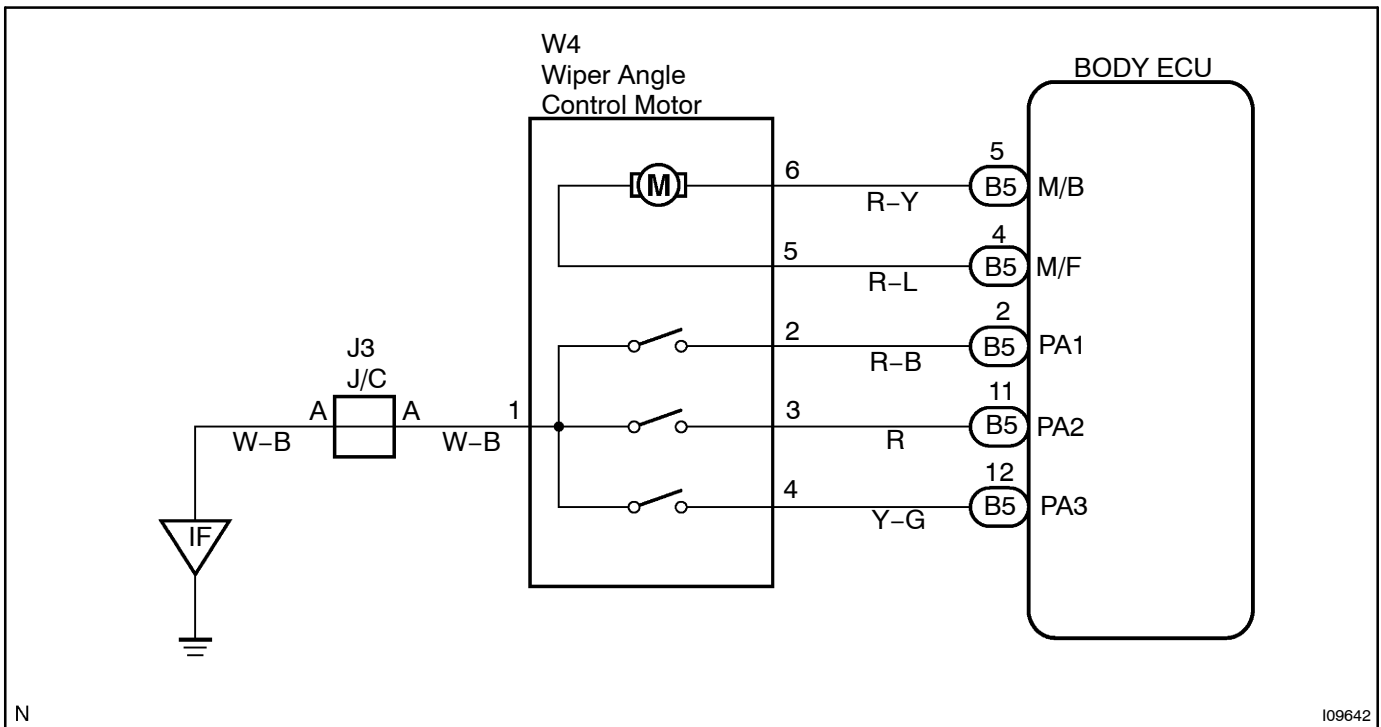 W4
Wiper Angle
Control Motor
BODY ECU
M
6
R−Y
5
B5
M/B
5
R−L
4
B5
M/F
2
R−B
2
B5
PA1
J3
J/C
A
A
W−B
W−B
1
3
R
11
B5
PA2
4
Y−G
12
B5
PA3
IF
N
I09642